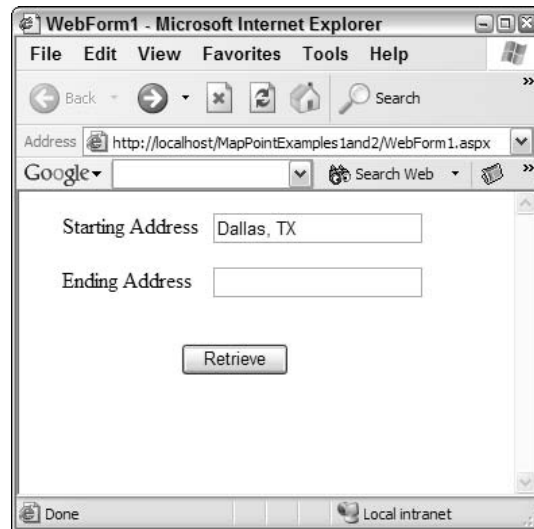 WebForm1 - Microsoft Internet Explorer
File Edit View Favorites Tools Help
Back Search
Address http://localhost/MapPointExamples1and2/WebForm1.aspx
Google Search Web
Starting Address Dallas, TX
Ending Address
Retrieve
Done Local intranet